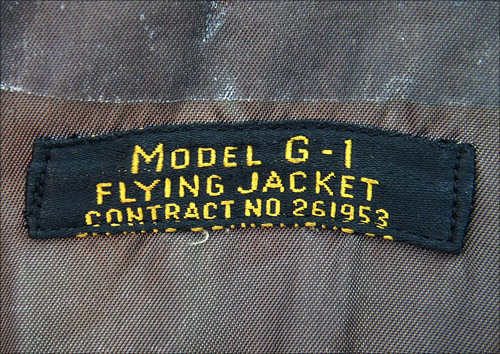 MODEL G-1
FLYING JACKET
CONTRACT NO 261953